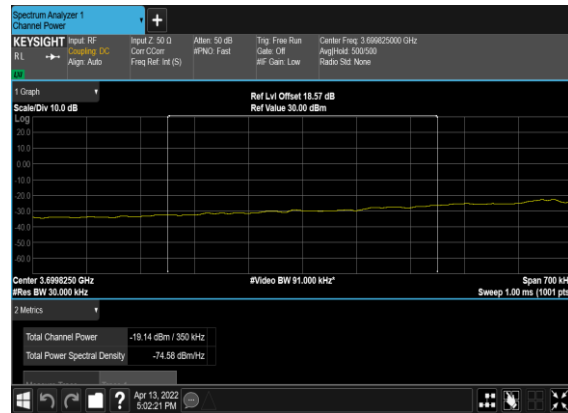 Spectrum Analyzer 1
Channel Power
KEYSIGHT
R L
LXI
Input: RF
Coupling: DC
Align: Auto
Input Z: 50 Ω
Corr CCorr
Freq Ref: Int (S)
Atten: 50 dB
#PNO: Fast
Trig: Free Run
Gate: Off
#IF Gain: Low
Center Freq: 3.699825000 GHz
Avg|Hold: 500/500
Radio Std: None
1 Graph
Scale/Div 10.0 dB
Ref Lvl Offset 18.57 dB
Ref Value 30.00 dBm
Log
20.0
10.0
0.00
-10.0
-20.0
-30.0
-40.0
-50.0
-60.0
Center 3.6998250 GHz
#Video BW 91.000 kHz*
Span 700 kH
#Res BW 30.000 kHz
Sweep 1.00 ms (1001 pts
2 Metrics
Total Channel Power -19.14 dBm / 350 kHz
Total Power Spectral Density -74.58 dBm/Hz
?
Apr 13, 2022
5:02:21 PM